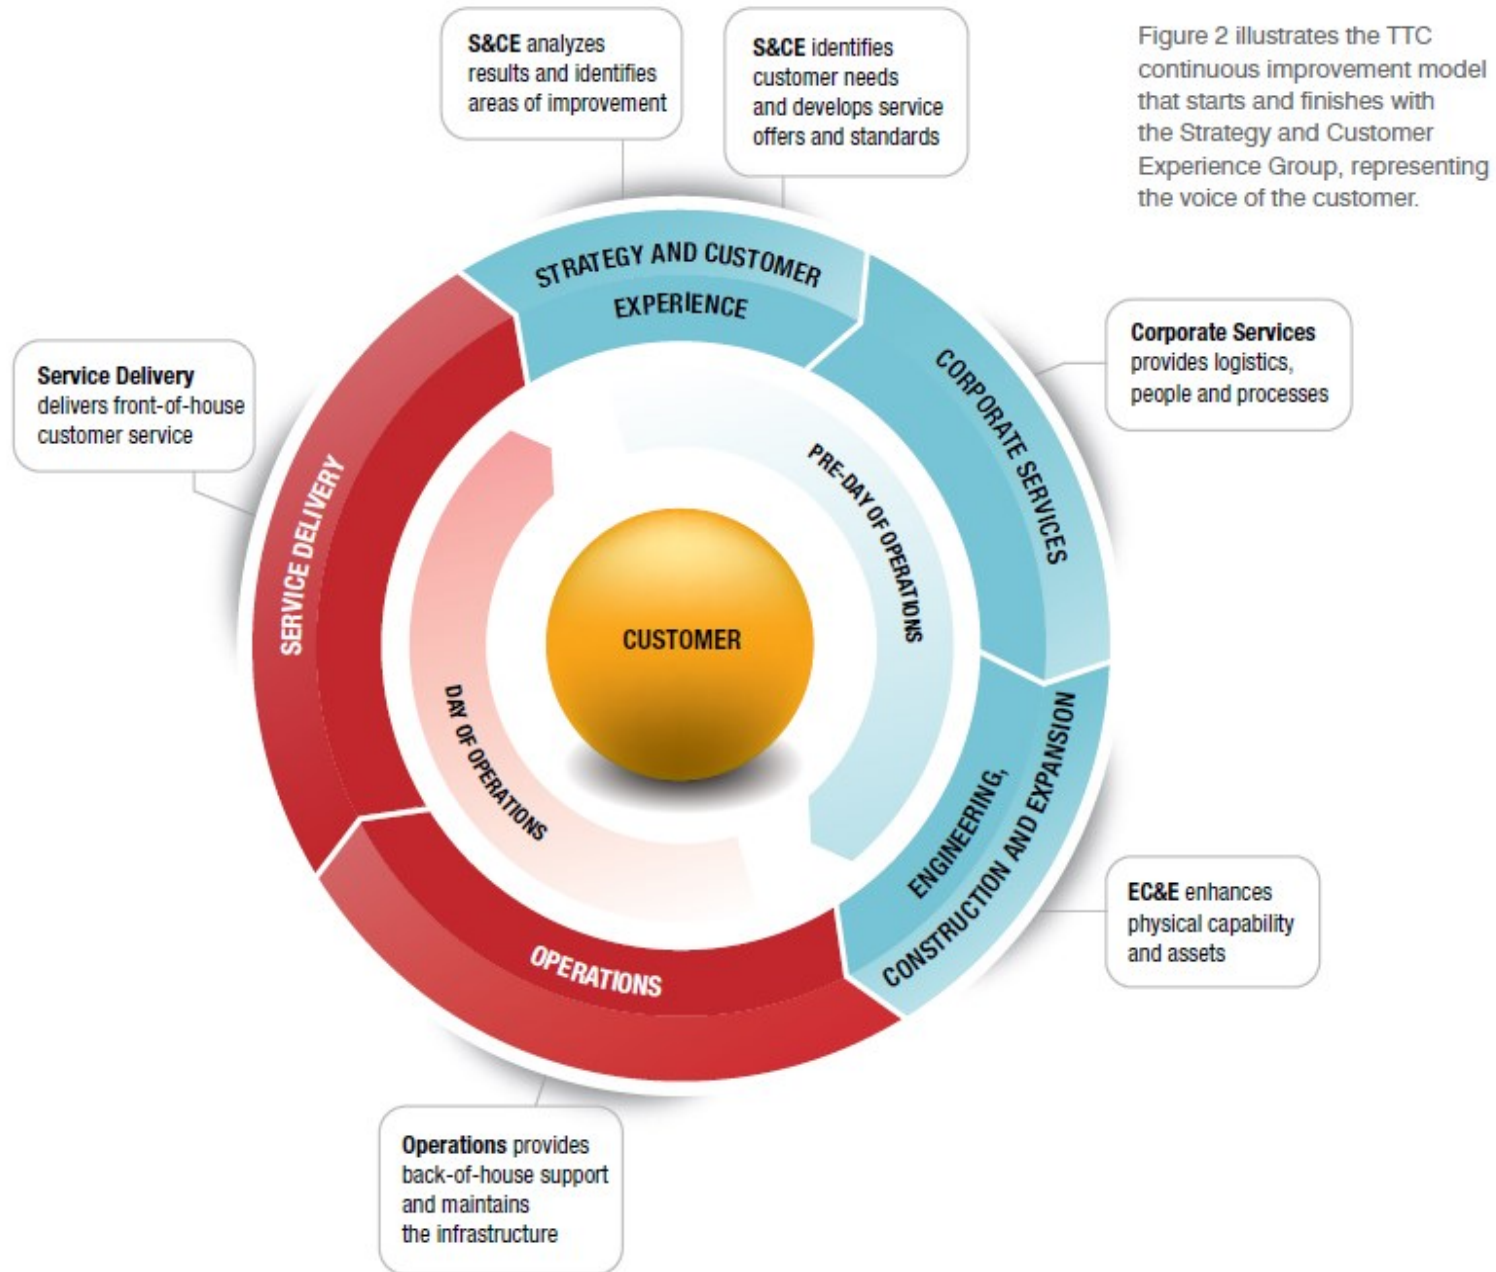 S&CE analyzes
results and identifies
areas of improvement
S&CE identifies
customer needs
and develops service
offers and standards
Figure 2 illustrates the TTC
continuous improvement model
that starts and finishes with
the Strategy and Customer
Experience Group, representing
the voice of the customer.
STRATEGY AND CUSTOMER
EXPERIENCE
CORPORATE SERVICES
Corporate Services
provides logistics,
people and processes
Service Delivery
delivers front-of-house
customer service
SERVICE DELIVERY
PRE-DAY OF OPERATIONS
CUSTOMER
DAY OF OPERATIONS
ENGINEERING,
CONSTRUCTION AND EXPANSION
EC&E enhances
physical capability
and assets
OPERATIONS
Operations provides
back-of-house support
and maintains
the infrastructure